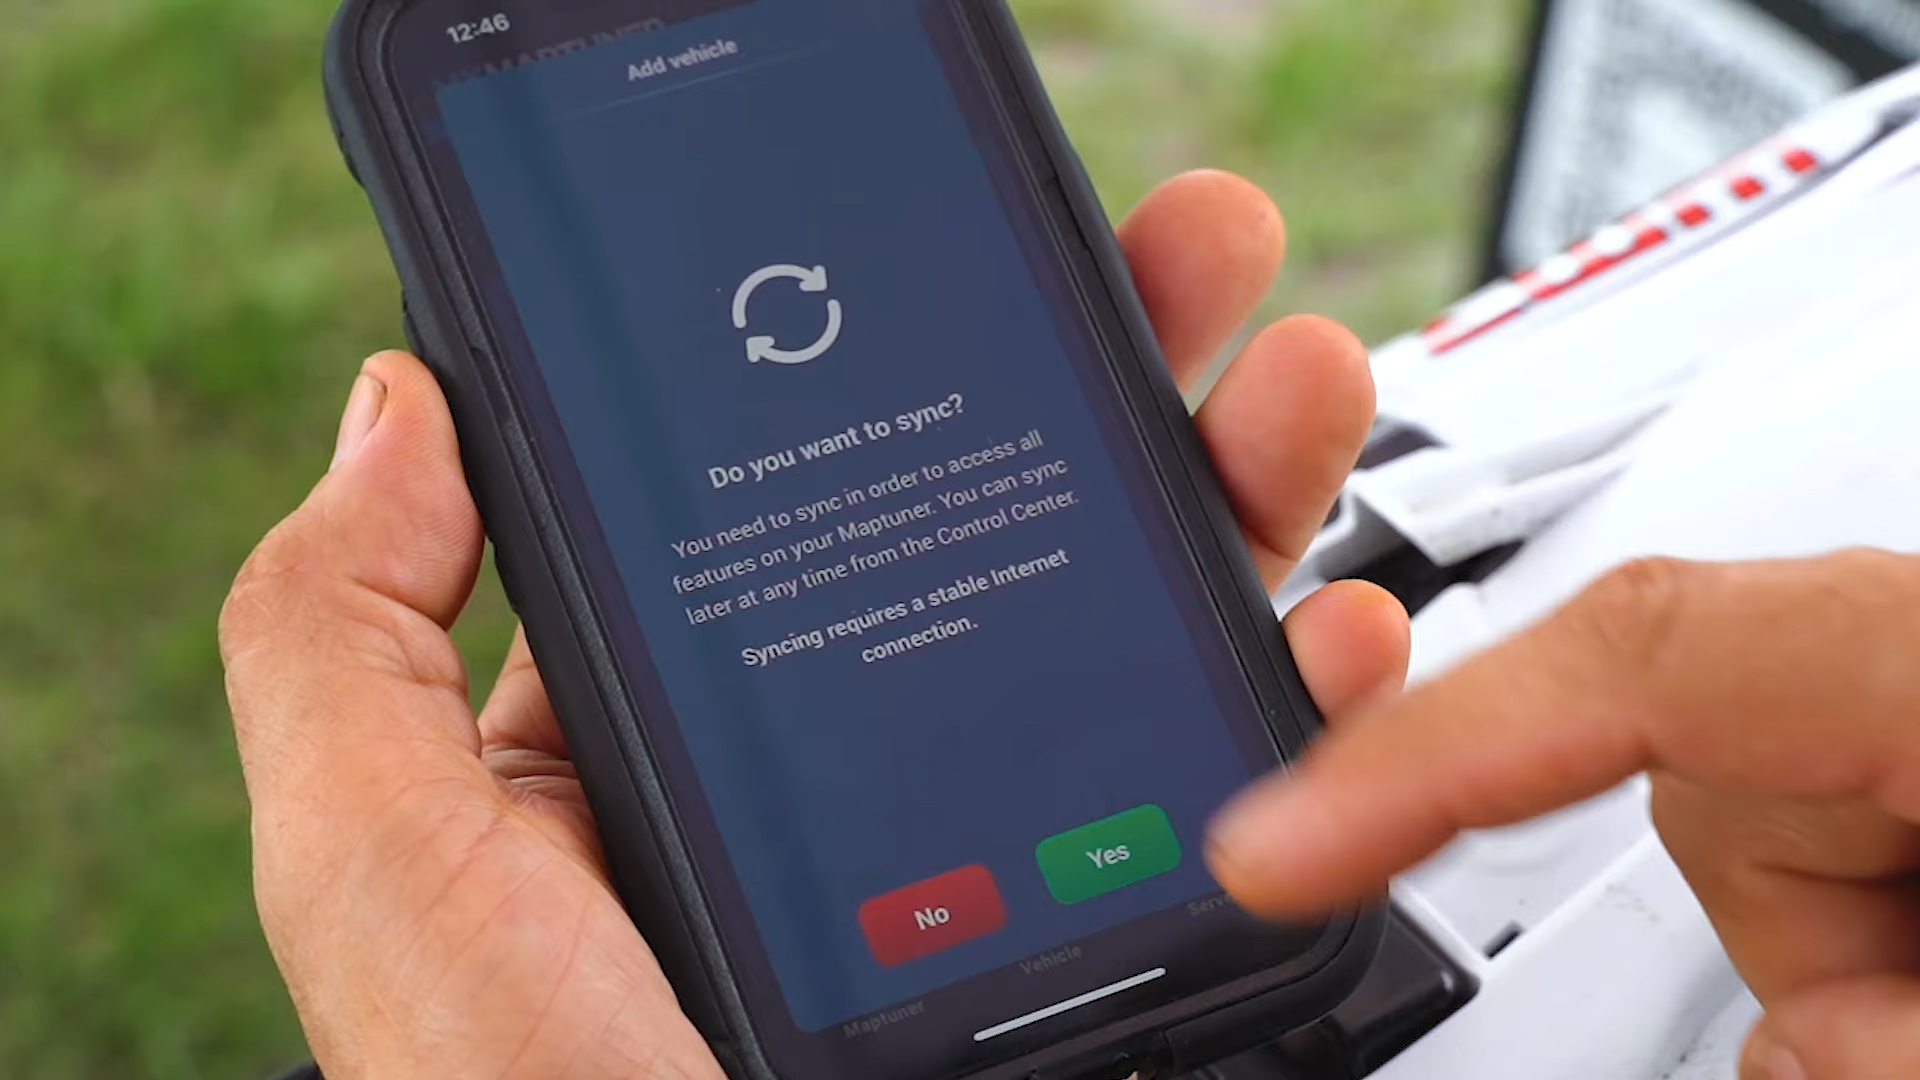 12:46
MAPTUNED
Add vehicle
Do you want to sync?
You need to sync in order to access all
features on your Maptuner. You can sync
later at any time from the Control Center.
Syncing requires a stable Internet
connection.
No
Yes
Maptuner
Vehicle